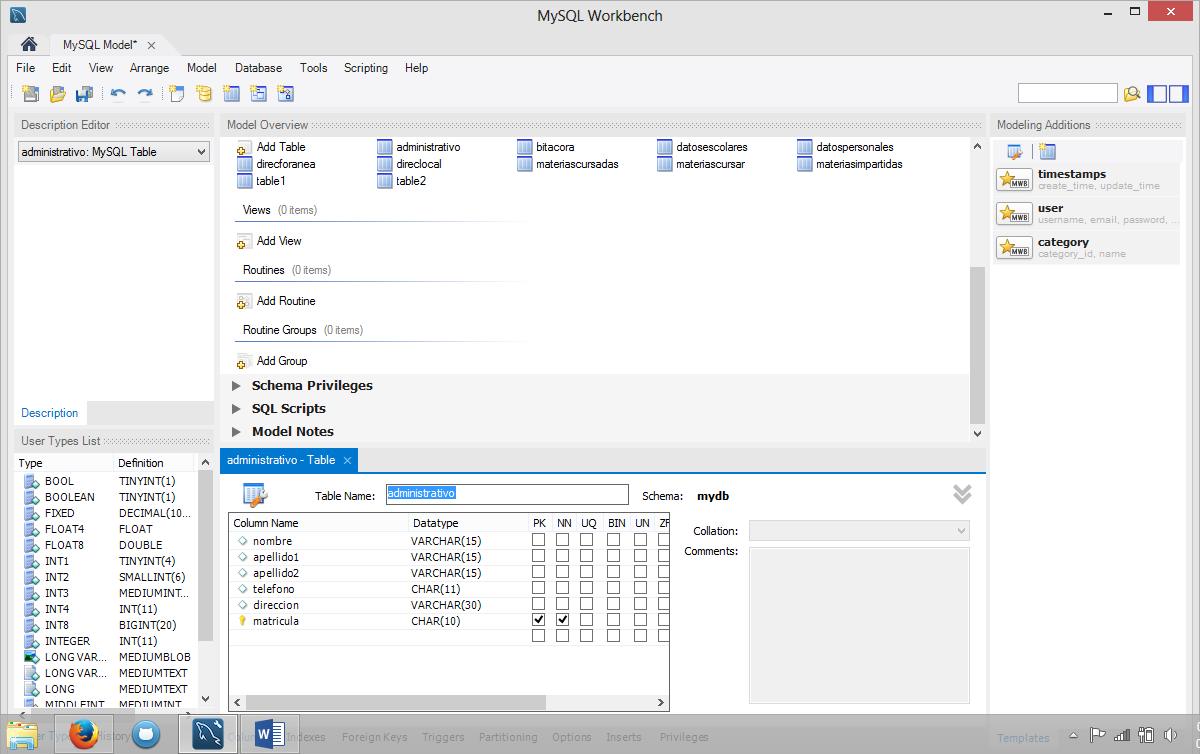 MySQL Workbench
MySQL Model*
File Edit View Arrange Model Database Tools Scripting Help
Description Editor
administrativo: MySQL Table
Description
User Types List
Type Definition
BOOL TINYINT(1)
BOOLEAN TINYINT(1)
FIXED DECIMAL(10...
FLOAT4 FLOAT
FLOAT8 DOUBLE
INT1 TINYINT(4)
INT2 SMALLINT(6)
INT3 MEDIUMINT...
INT4 INT(11)
INT8 BIGINT(20)
INTEGER INT(11)
LONG VAR... MEDIUMBLOB
LONG VAR... MEDIUMTEXT
LONG MEDIUMTEXT
MIDDLEINT MEDIUMINT
Model Overview
Add Table administrativo bitacora datosescolares datospersonales
direcforanea direclocal materiascursadas materiascursar materiasimpartidas
table1 table2
Views (0 items)
Add View
Routines (0 items)
Add Routine
Routine Groups (0 items)
Add Group
Schema Privileges
SQL Scripts
Model Notes
administrativo - Table
Table Name: administrativo Schema: mydb
Column Name Datatype PK NN UQ BIN UN ZF
nombre VARCHAR(15)
apellido1 VARCHAR(15)
apellido2 VARCHAR(15)
telefono CHAR(11)
direccion VARCHAR(30)
matricula CHAR(10)
Collation:
Comments:
Modeling Additions
MWB timestamps
create_time, update_time
MWB user
username, email, password, ...
MWB category
category_id, name
Foreign Keys Triggers Partitioning Options Inserts Privileges
Templates